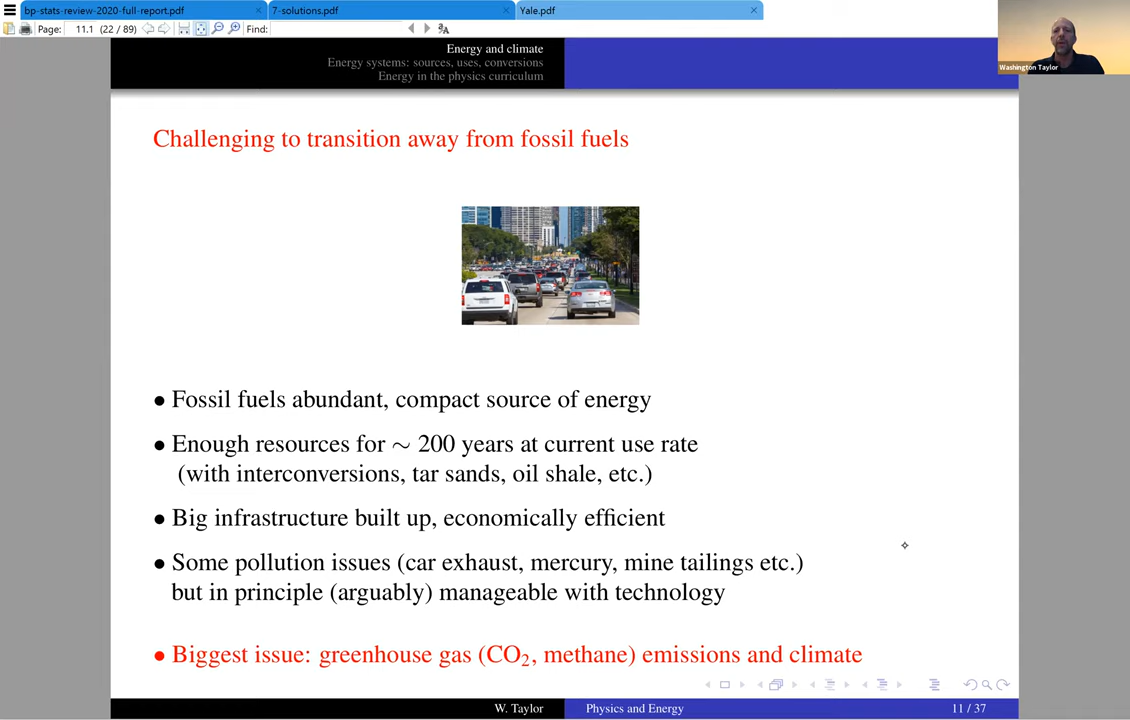 bp-stats-review-2020-full-report.pdf
7-solutions.pdf
Yale.pdf
Page: 11.1 (22 / 89)
Find:
Washington Taylor
Energy and climate
Energy systems: sources, uses, conversions
Energy in the physics curriculum
Challenging to transition away from fossil fuels
• Fossil fuels abundant, compact source of energy
• Enough resources for ∼ 200 years at current use rate
(with interconversions, tar sands, oil shale, etc.)
• Big infrastructure built up, economically efficient
• Some pollution issues (car exhaust, mercury, mine tailings etc.)
but in principle (arguably) manageable with technology
• Biggest issue: greenhouse gas (CO₂, methane) emissions and climate
W. Taylor
Physics and Energy
11 / 37